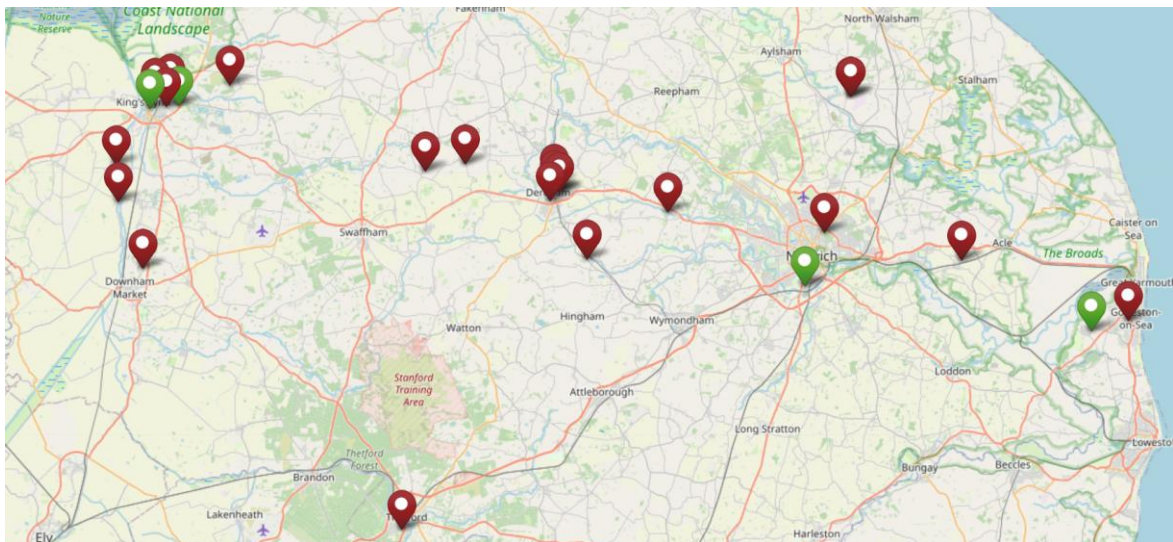 Coast National
Landscape
Nature
Reserve
Fakenham
North Walsham
Aylsham
Stalham
Reepham
King's
Caister on
Sea
Swaffham
Acle
The Broads
Downham
Market
Great Yarmouth
Watton
Hingham
Wymondham
Stanford
Training
Area
Attleborough
Loddon
on-Sea
Long Stratton
Thetford
Forest
Brandon
Bungay
Beccles
Lakenheath
Harleston
Ely